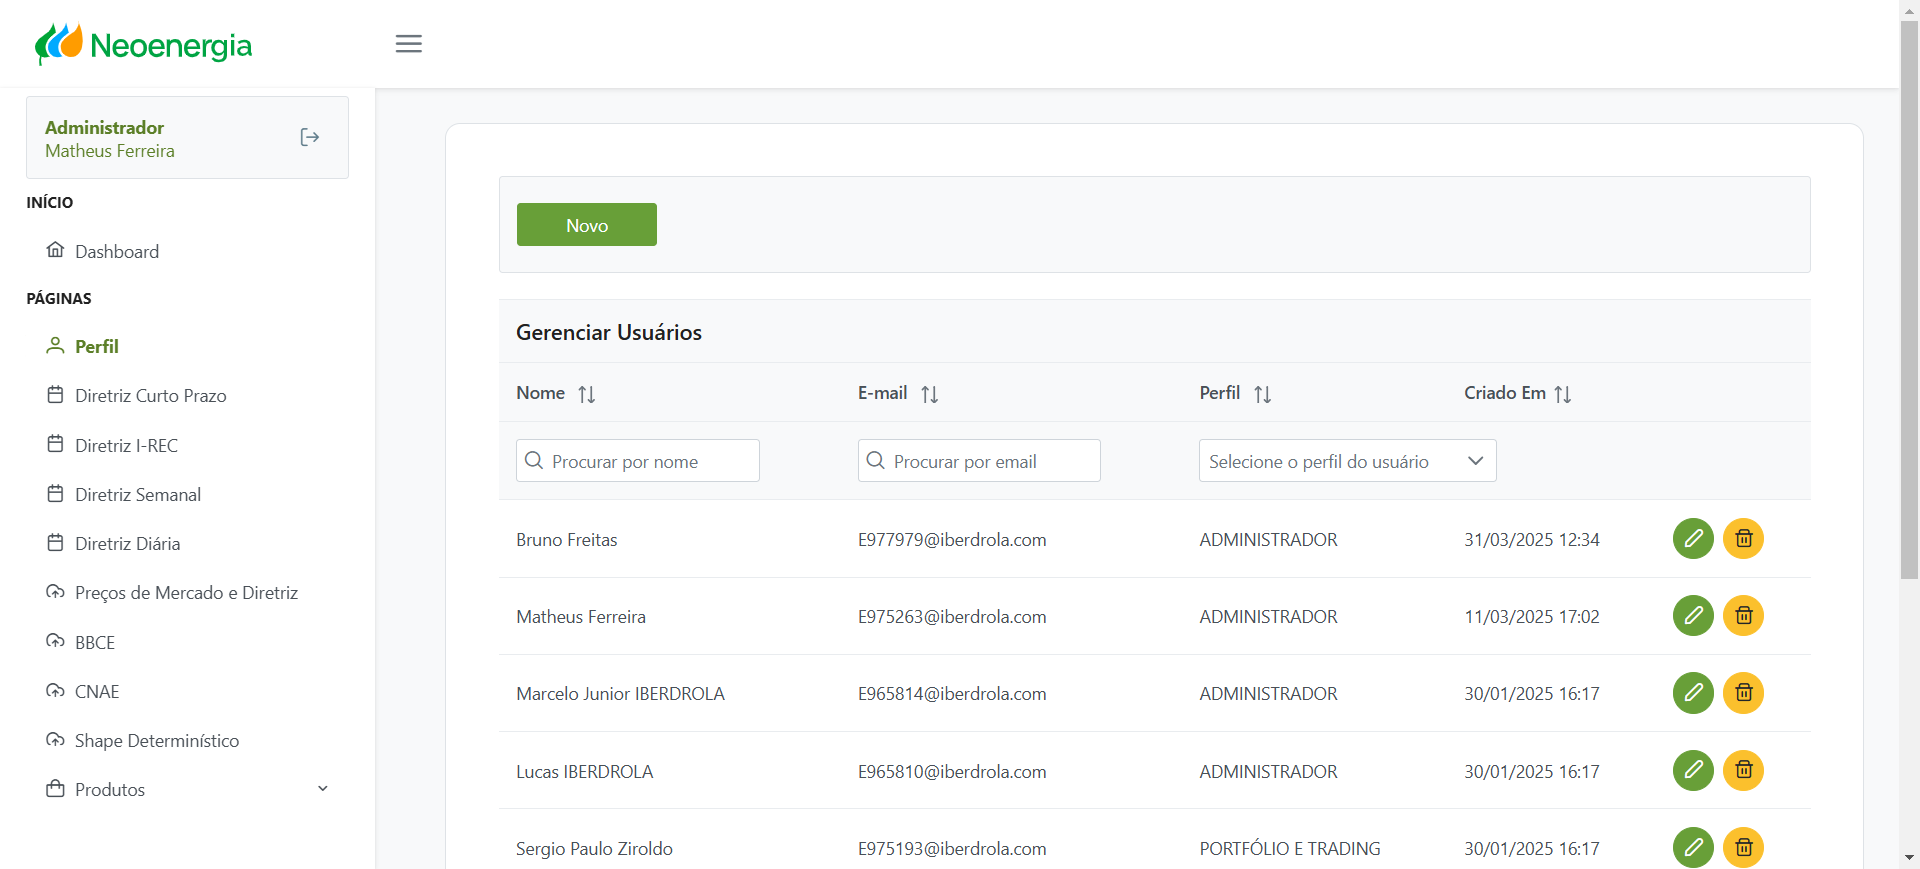 Neoenergia
Administrador
Matheus Ferreira
INÍCIO
Dashboard
PÁGINAS
Perfil
Diretriz Curto Prazo
Diretriz I-REC
Diretriz Semanal
Diretriz Diária
Preços de Mercado e Diretriz
BBCE
CNAE
Shape Determinístico
Produtos
Novo
Gerenciar Usuários
Nome E-mail Perfil Criado Em
Procurar por nome Procurar por email Selecione o perfil do usuário
Bruno Freitas E977979@iberdrola.com ADMINISTRADOR 31/03/2025 12:34
Matheus Ferreira E975263@iberdrola.com ADMINISTRADOR 11/03/2025 17:02
Marcelo Junior IBERDROLA E965814@iberdrola.com ADMINISTRADOR 30/01/2025 16:17
Lucas IBERDROLA E965810@iberdrola.com ADMINISTRADOR 30/01/2025 16:17
Sergio Paulo Ziroldo E975193@iberdrola.com PORTFÓLIO E TRADING 30/01/2025 16:17